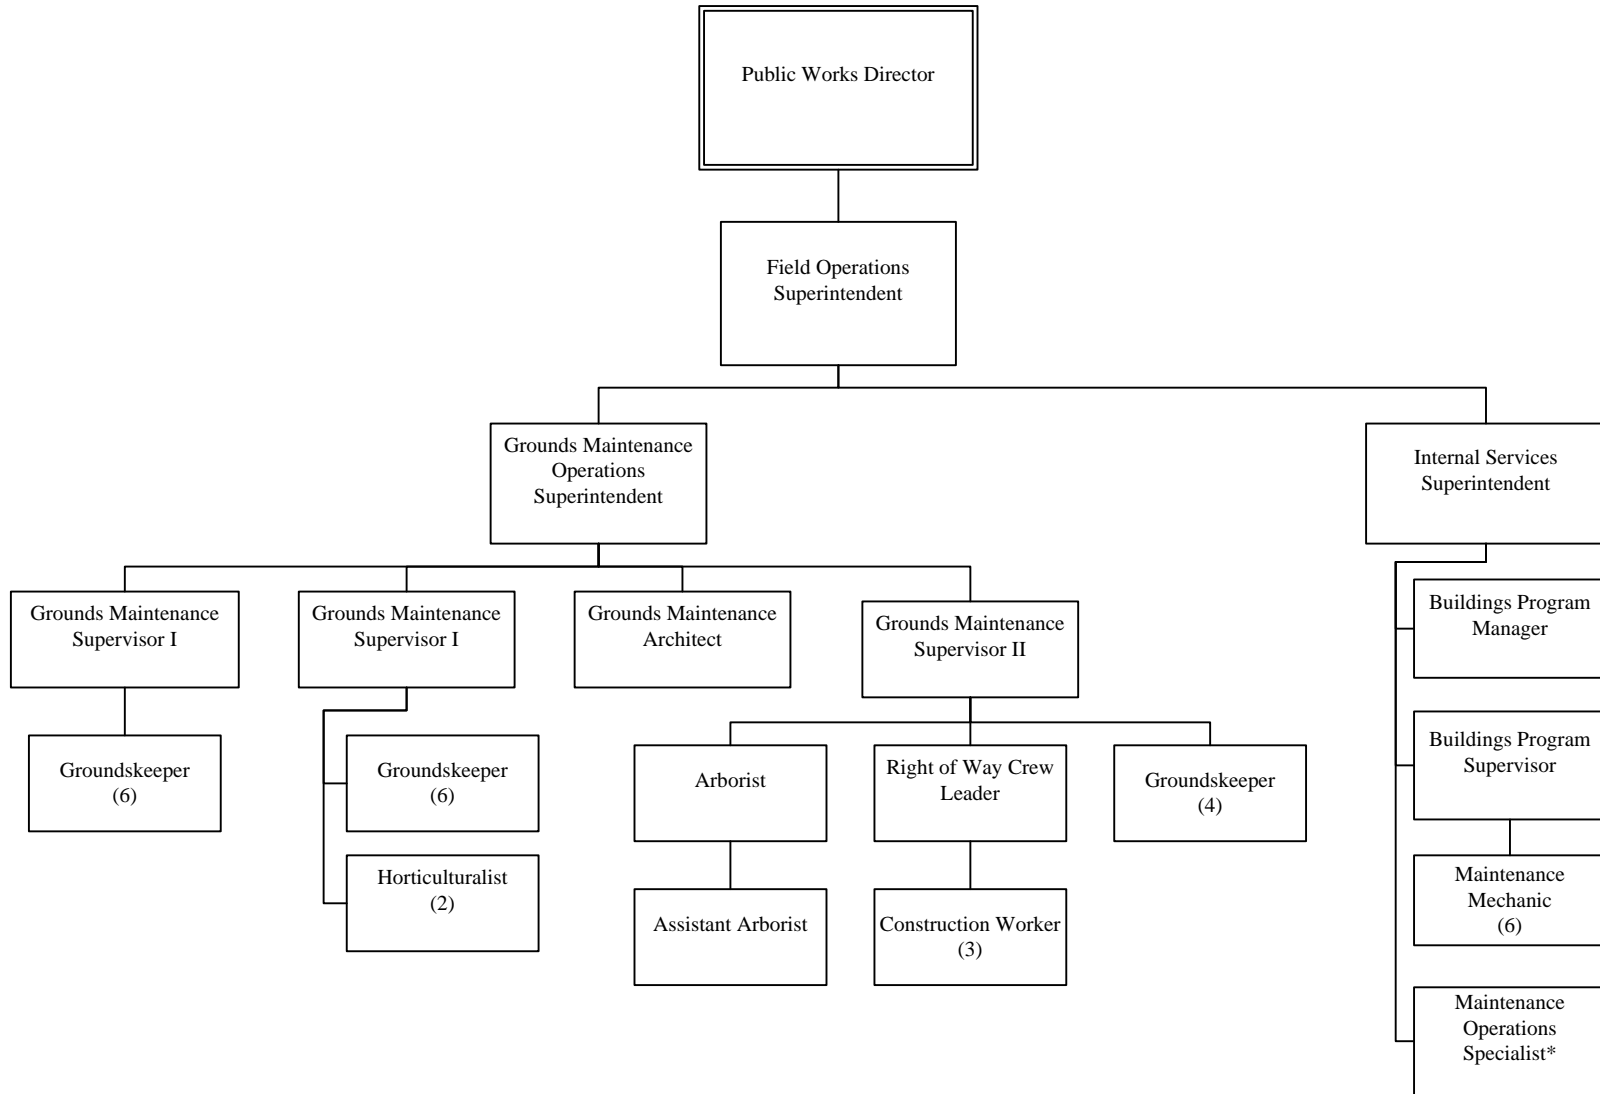 Public Works Director
Field Operations
Superintendent
Grounds Maintenance
Operations
Superintendent
Internal Services
Superintendent
Grounds Maintenance
Supervisor I
Grounds Maintenance
Supervisor I
Grounds Maintenance
Architect
Grounds Maintenance
Supervisor II
Buildings Program
Manager
Groundskeeper
(6)
Groundskeeper
(6)
Horticulturalist
(2)
Arborist
Right of Way Crew
Leader
Groundskeeper
(4)
Assistant Arborist
Construction Worker
(3)
Buildings Program
Supervisor
Maintenance
Mechanic
(6)
Maintenance
Operations
Specialist*